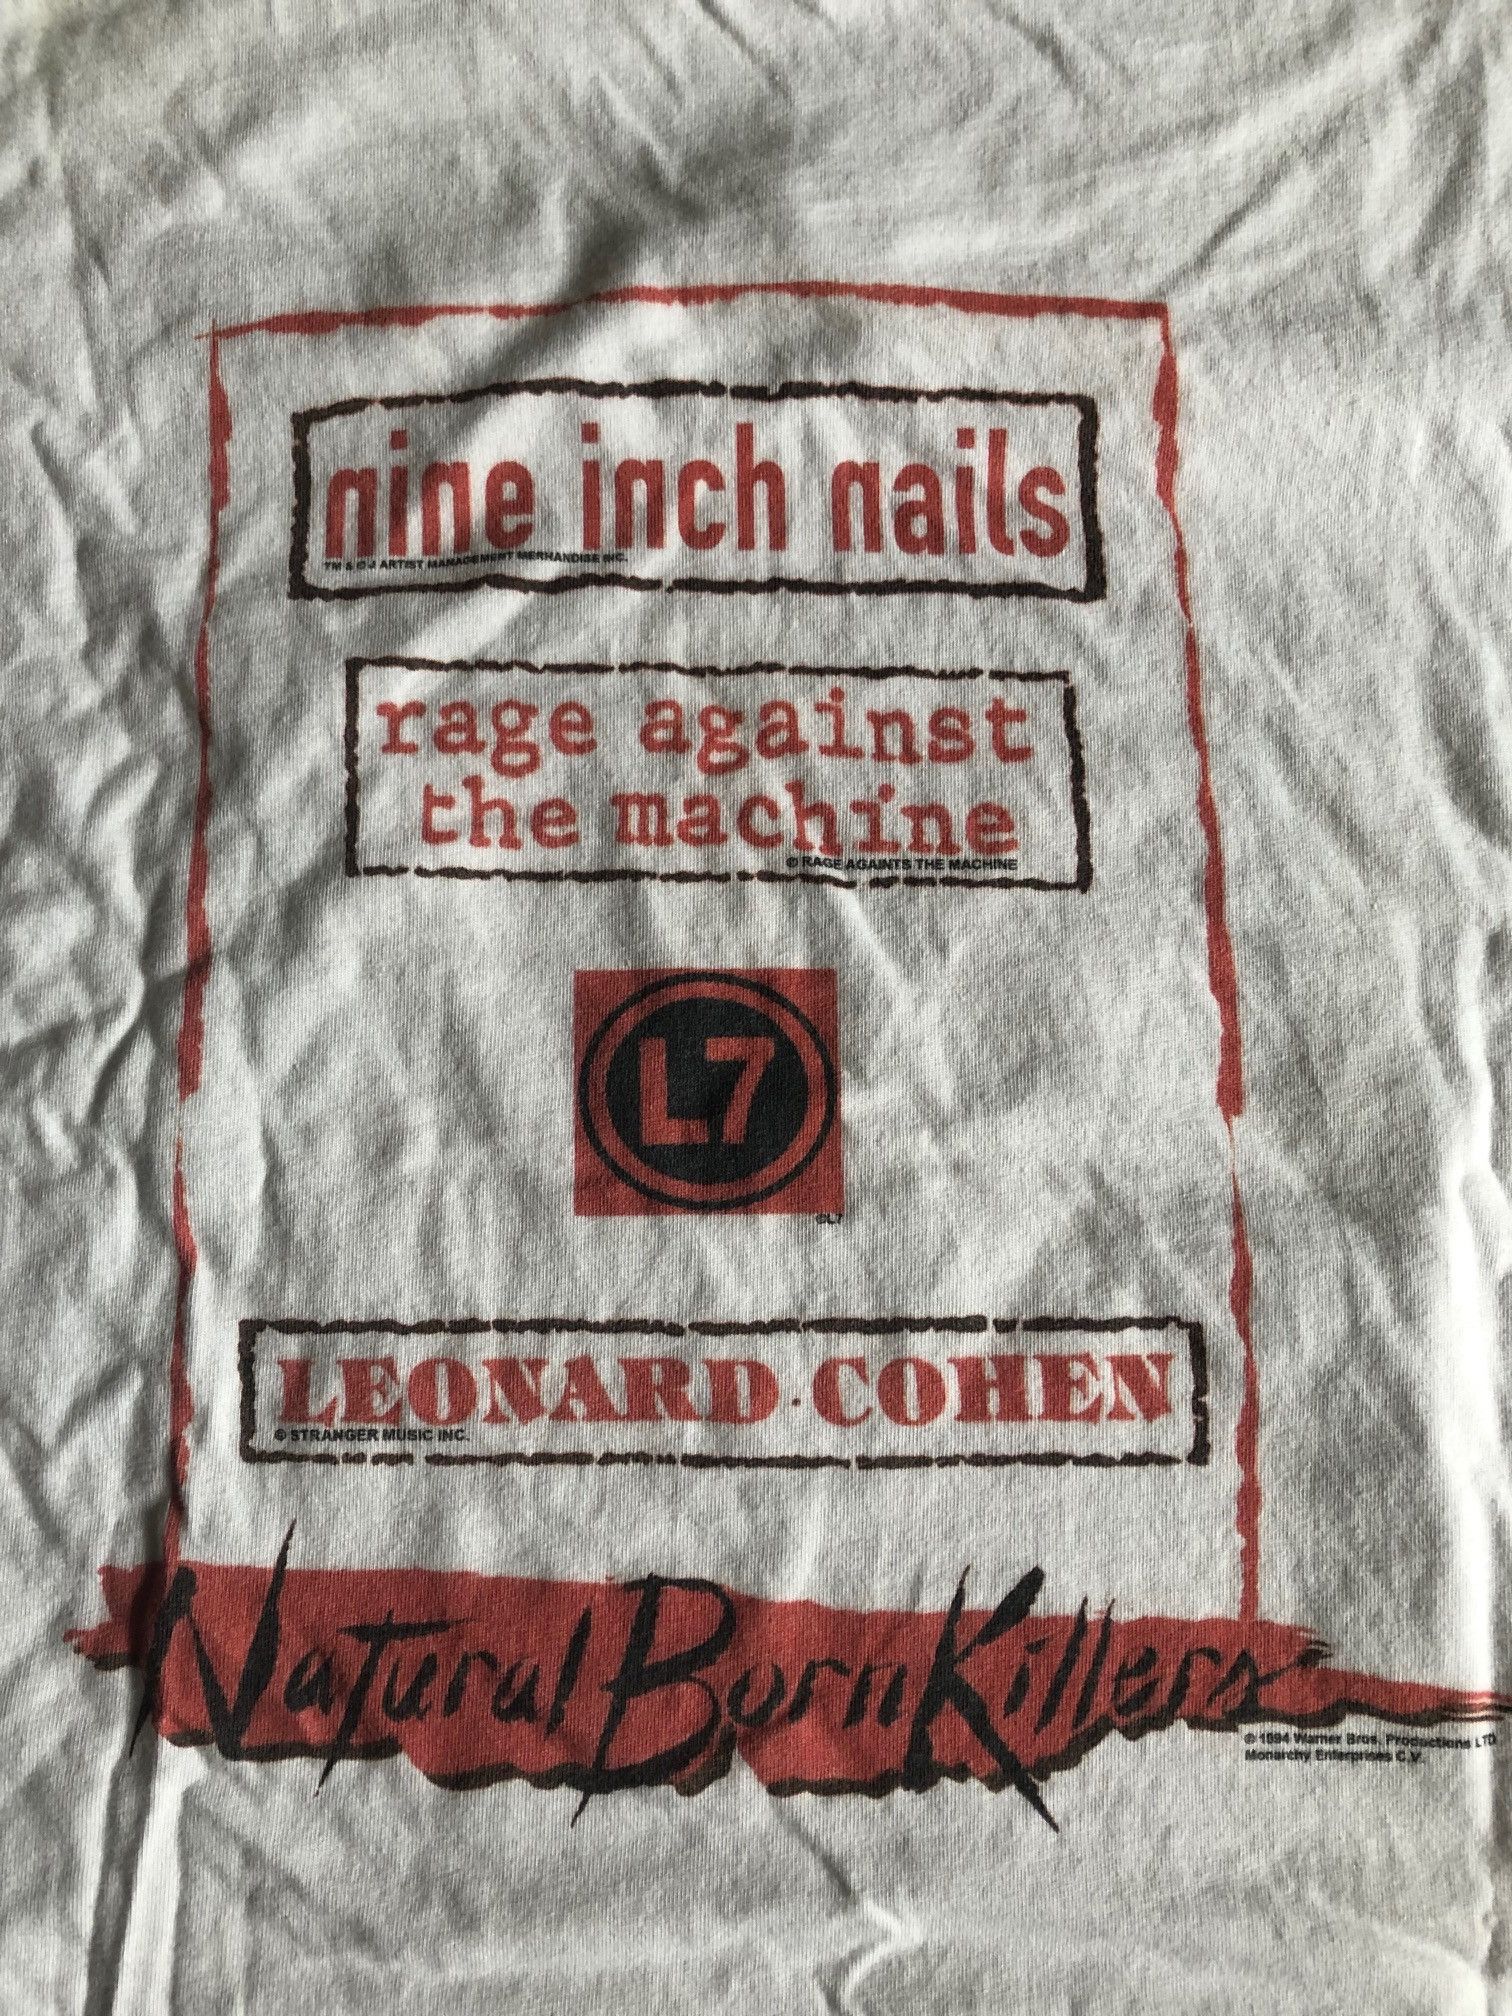 nine inch nails
TM & © J ARTIST MANAGEMENT MERHANDISE INC.
rage against
the machine
© RAGE AGAINTS THE MACHINE
L7
©L7
LEONARD·COHEN
© STRANGER MUSIC INC.
Natural Born Killers
© 1994 Warner Bros. Productions LTD
Monarchy Enterprises C.V.